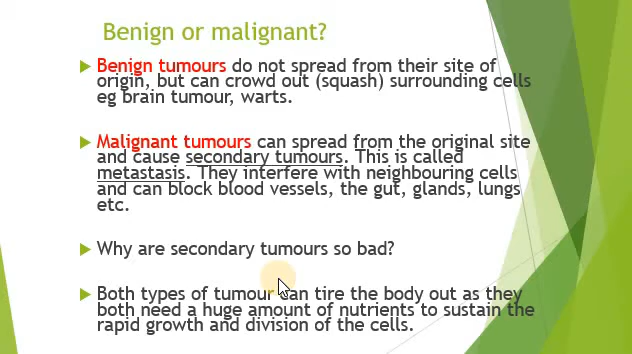 Benign or malignant?
Benign tumours do not spread from their site of
origin, but can crowd out (squash) surrounding cells
eg brain tumour, warts.
Malignant tumours can spread from the original site
and cause secondary tumours. This is called
metastasis. They interfere with neighbouring cells
and can block blood vessels, the gut, glands, lungs
etc.
Why are secondary tumours so bad?
Both types of tumour can tire the body out as they
both need a huge amount of nutrients to sustain the
rapid growth and division of the cells.